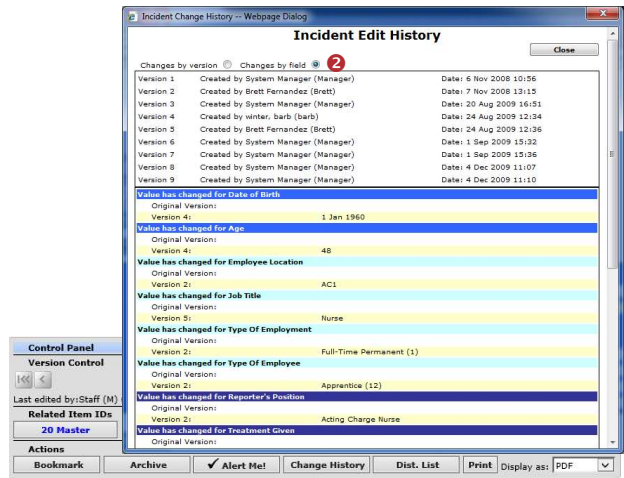 Incident Change History -- Webpage Dialog
Incident Edit History
Close
Changes by version Changes by field 2
Version 1 Created by System Manager (Manager) Date: 6 Nov 2008 10:56
Version 2 Created by Brett Fernandez (Brett) Date: 7 Nov 2008 13:15
Version 3 Created by System Manager (Manager) Date: 20 Aug 2009 16:51
Version 4 Created by winter, barb (barb) Date: 24 Aug 2009 12:34
Version 5 Created by Brett Fernandez (Brett) Date: 24 Aug 2009 12:36
Version 6 Created by System Manager (Manager) Date: 1 Sep 2009 15:32
Version 7 Created by System Manager (Manager) Date: 1 Sep 2009 15:36
Version 8 Created by System Manager (Manager) Date: 4 Dec 2009 11:07
Version 9 Created by System Manager (Manager) Date: 4 Dec 2009 11:10
Value has changed for Date of Birth
Original Version:
Version 4: 1 Jan 1960
Value has changed for Age
Original Version:
Version 4: 48
Value has changed for Employee Location
Original Version:
Version 2: AC1
Value has changed for Job Title
Original Version:
Version 5: Nurse
Value has changed for Type Of Employment
Original Version:
Version 2: Full-Time Permanent (1)
Value has changed for Type Of Employee
Original Version:
Version 2: Apprentice (12)
Value has changed for Reporter's Position
Original Version:
Version 2: Acting Charge Nurse
Value has changed for Treatment Given
Original Version:
Control Panel
Version Control
Last edited by:Staff (M)
Related Item IDs
20 Master
Actions
Bookmark Archive ✓ Alert Me! Change History Dist. List Print Display as: PDF